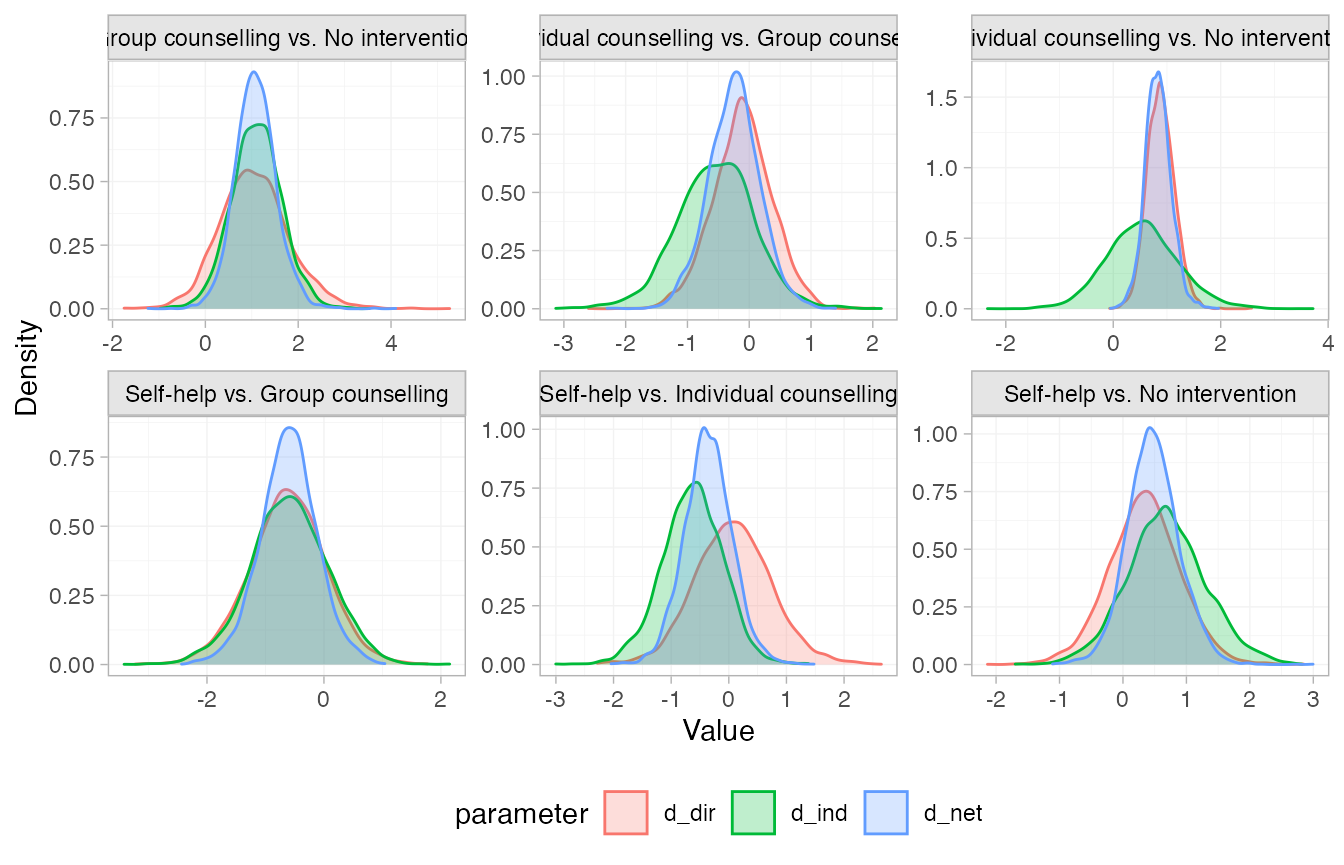 Group counselling vs. No intervention
vidual counselling vs. Group counse
ividual counselling vs. No intervent
0.75
0.50
0.25
0.00
-2 0 2 4
1.00
0.75
0.50
0.25
0.00
-3 -2 -1 0 1 2
1.5
1.0
0.5
0.0
-2 0 2 4
Density
Self-help vs. Group counselling
Self-help vs. Individual counselling
Self-help vs. No intervention
0.75
0.50
0.25
0.00
-2 0 2
1.00
0.75
0.50
0.25
0.00
-3 -2 -1 0 1 2
1.00
0.75
0.50
0.25
0.00
-2 -1 0 1 2 3
Value
parameter d_dir d_ind d_net